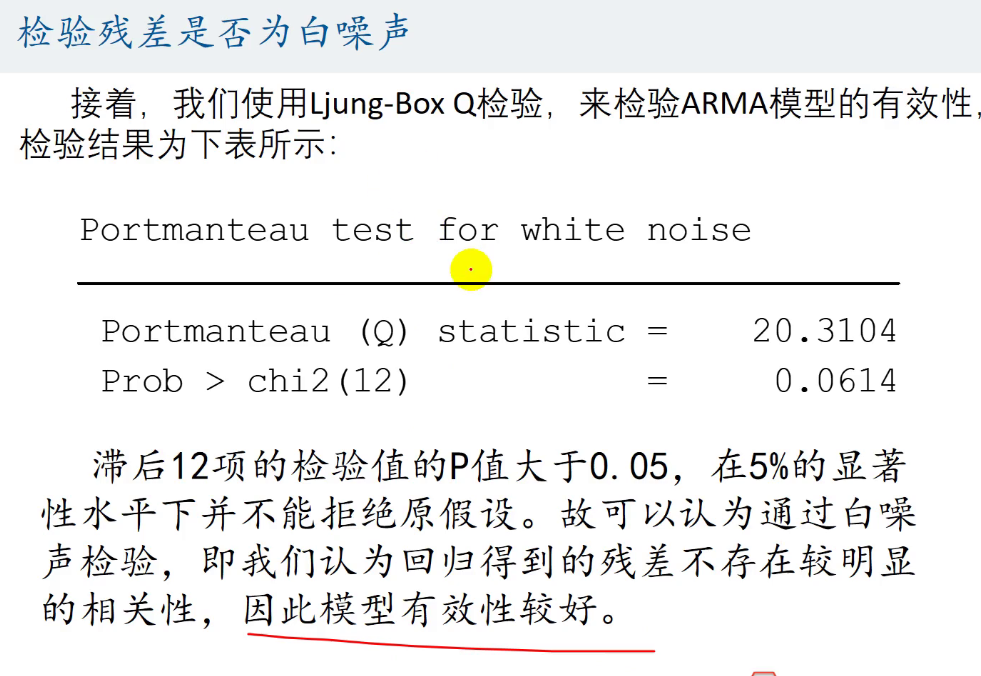 检验残差是否为白噪声
接着，我们使用Ljung-Box Q检验，来检验ARMA模型的有效性，
检验结果为下表所示：
Portmanteau test for white noise
Portmanteau (Q) statistic = 20.3104
Prob > chi2(12) = 0.0614
滞后12项的检验值的P值大于0.05，在5%的显著
性水平下并不能拒绝原假设。故可以认为通过白噪
声检验，即我们认为回归得到的残差不存在较明显
的相关性，因此模型有效性较好。